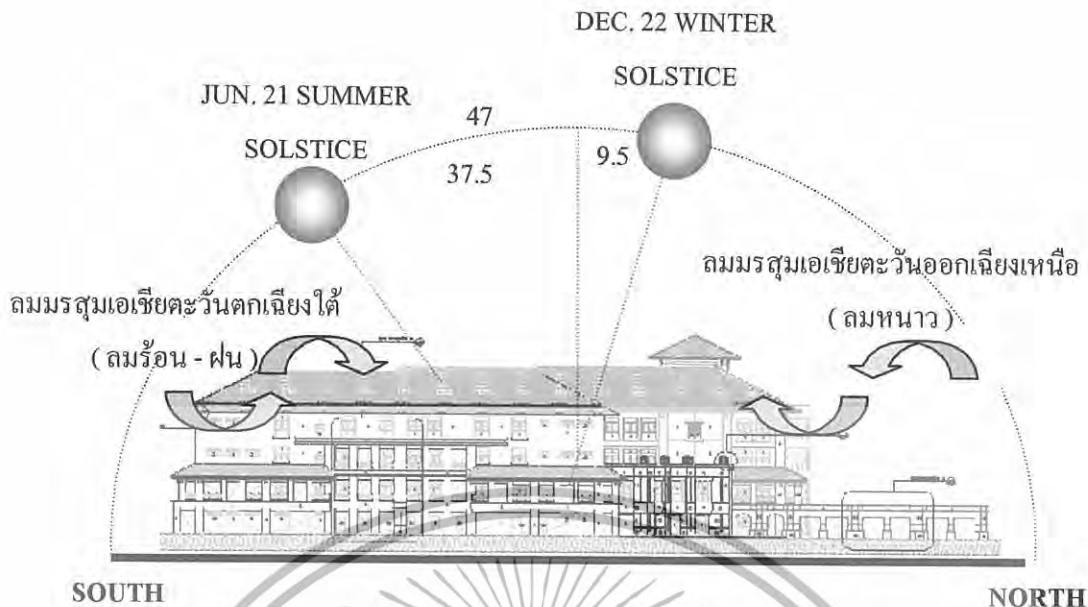 DEC. 22 WINTER
SOLSTICE
JUN. 21 SUMMER
SOLSTICE
47
37.5
9.5
ลมมรสุมเอเชียตะวันออกเฉียงเหนือ
( ลมหนาว )
ลมมรสุมเอเชียตะวันตกเฉียงใต้
( ลมร้อน - ฝน )
SOUTH
NORTH